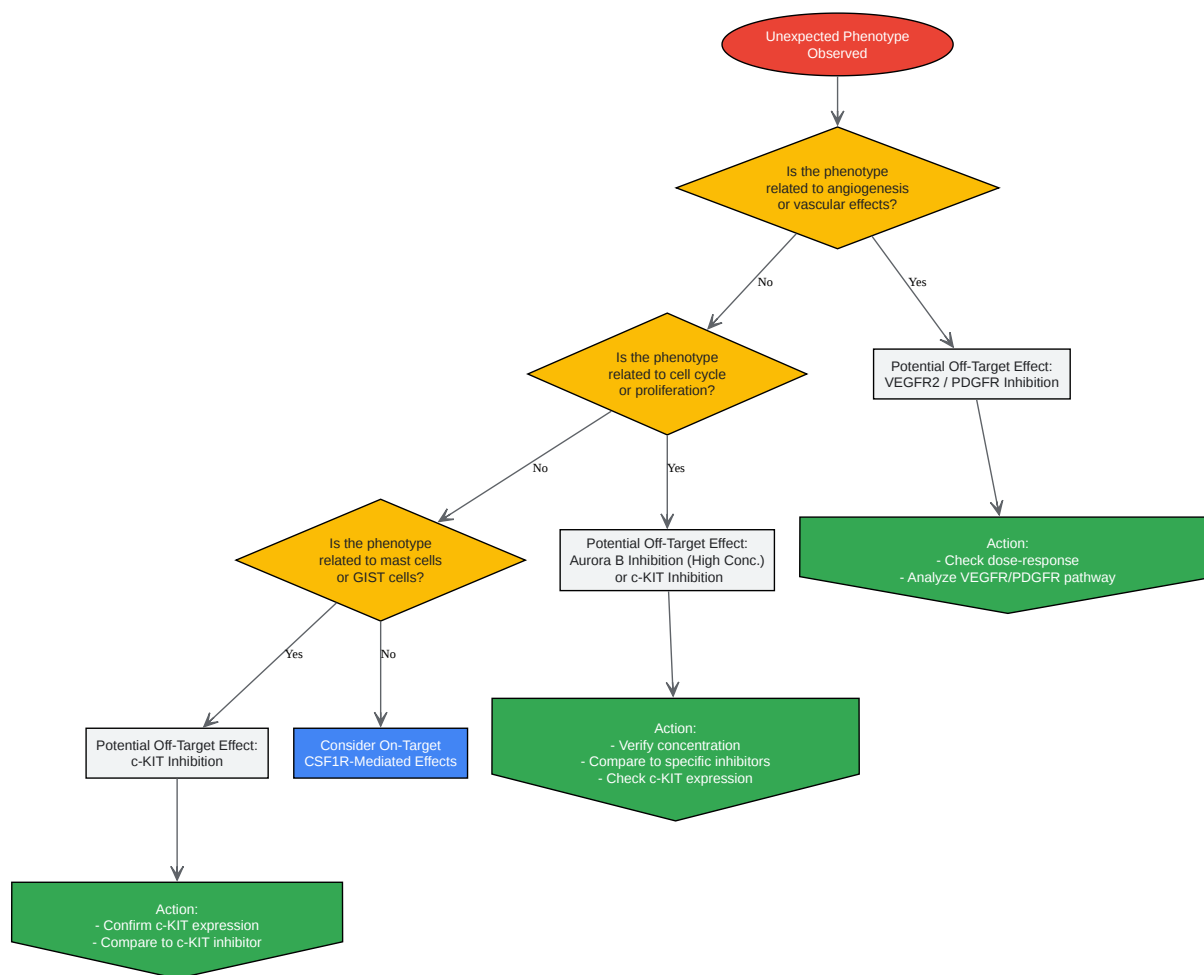 Unexpected Phenotype
Observed
Is the phenotype
related to angiogenesis
or vascular effects?
No
Yes
Is the phenotype
related to cell cycle
or proliferation?
Potential Off-Target Effect:
VEGFR2 / PDGFR Inhibition
No
Yes
Is the phenotype
related to mast cells
or GIST cells?
Potential Off-Target Effect:
Aurora B Inhibition (High Conc.)
or c-KIT Inhibition
Action:
- Check dose-response
- Analyze VEGFR/PDGFR pathway
Yes
No
Potential Off-Target Effect:
c-KIT Inhibition
Consider On-Target
CSF1R-Mediated Effects
Action:
- Verify concentration
- Compare to specific inhibitors
- Check c-KIT expression
Action:
- Confirm c-KIT expression
- Compare to c-KIT inhibitor